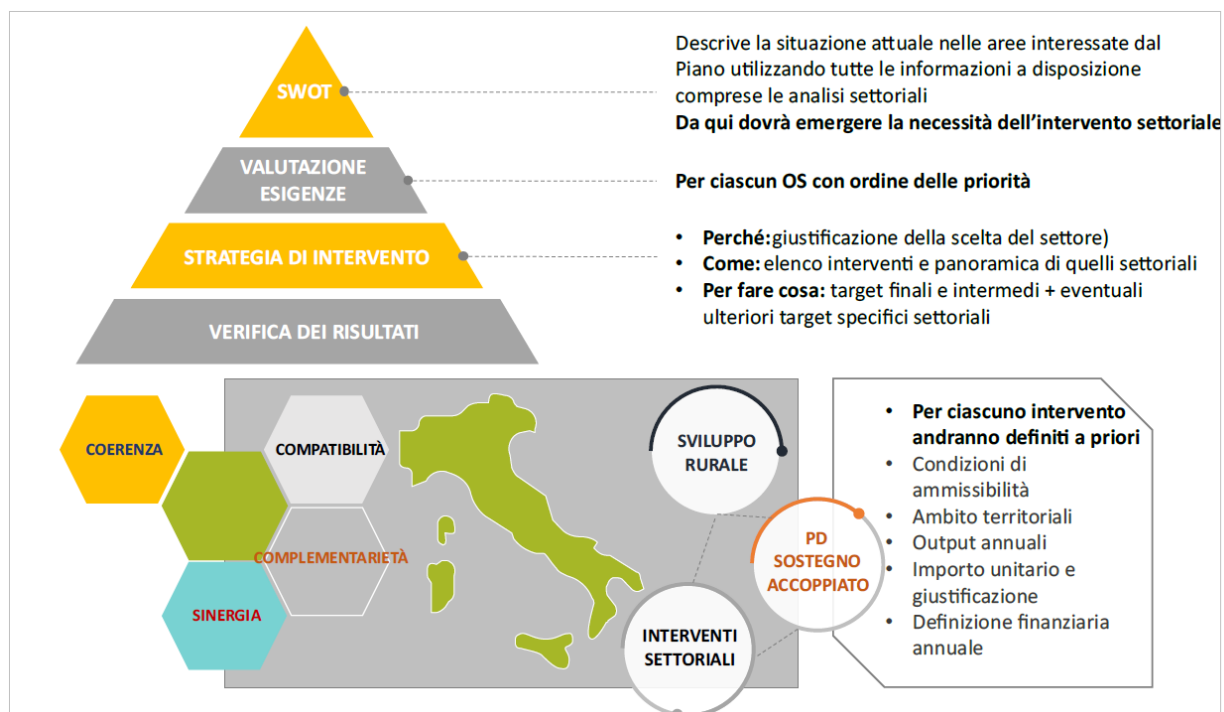 SWOT
Descrive la situazione attuale nelle aree interessate dal
Piano utilizzando tutte le informazioni a disposizione
comprese le analisi settoriali
Da qui dovrà emergere la necessità dell’intervento settoriale
VALUTAZIONE
ESIGENZE
Per ciascun OS con ordine delle priorità
STRATEGIA DI INTERVENTO
• Perché: giustificazione della scelta del settore)
• Come: elenco interventi e panoramica di quelli settoriali
• Per fare cosa: target finali e intermedi + eventuali
ulteriori target specifici settoriali
VERIFICA DEI RISULTATI
COERENZA
COMPATIBILITÀ
COMPLEMENTARIETÀ
SINERGIA
SVILUPPO
RURALE
PD
SOSTEGNO
ACCOPPIATO
INTERVENTI
SETTORIALI
• Per ciascuno intervento
andranno definiti a priori
• Condizioni di
ammissibilità
• Ambito territoriali
• Output annuali
• Importo unitario e
giustificazione
• Definizione finanziaria
annuale